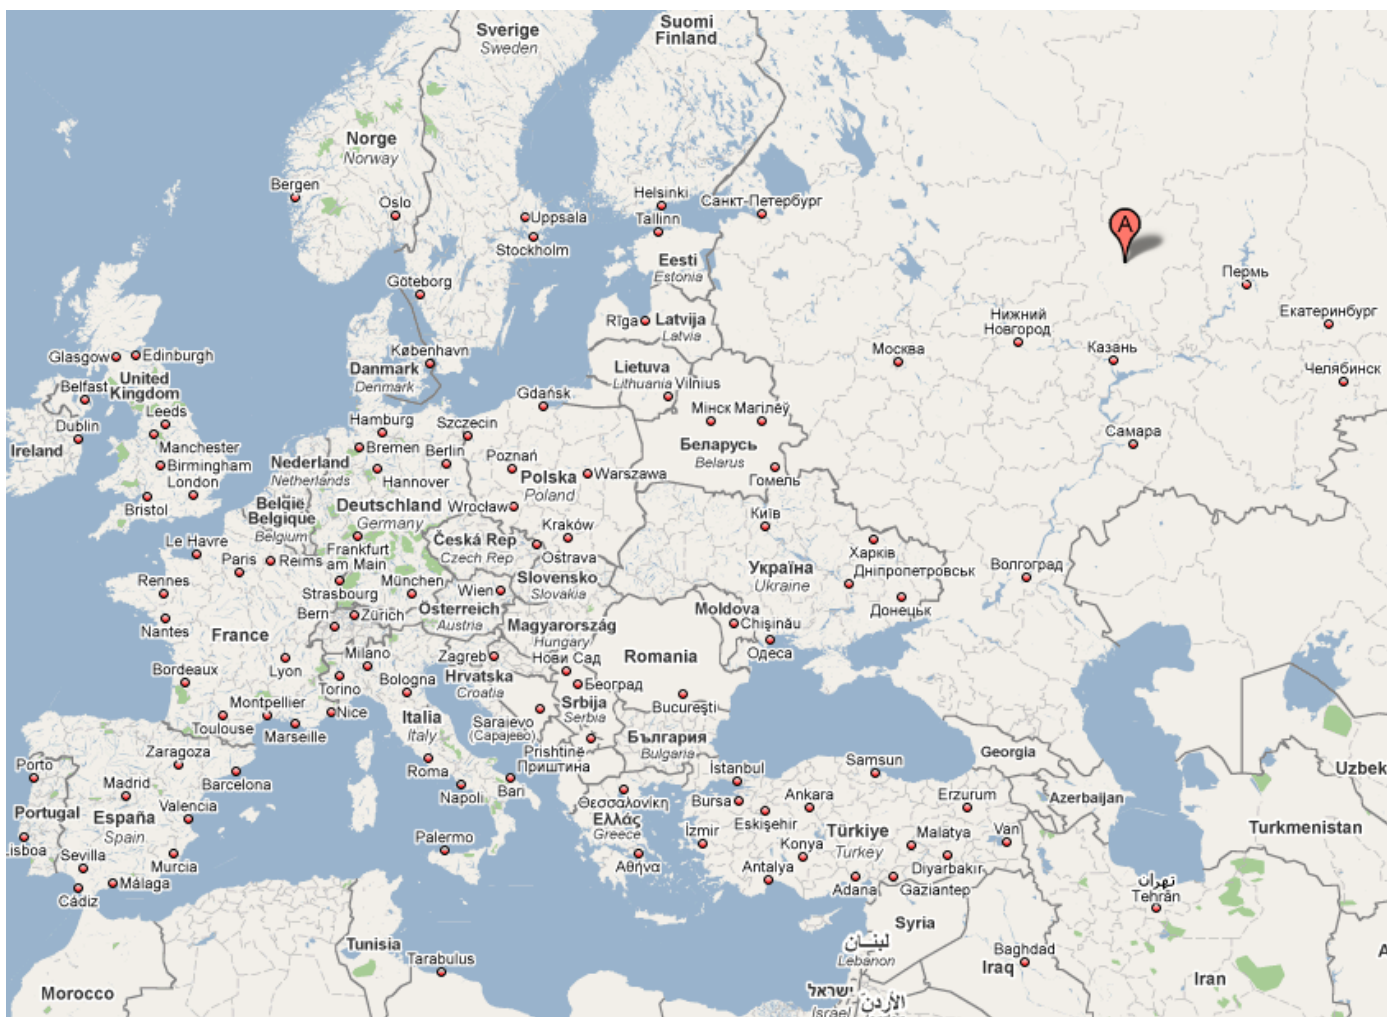 Suomi
Finland
Sverige
Sweden
Norge
Norway
Bergen
Oslo
Helsinki
Санкт-Петербург
Uppsala
Tallinn
Stockholm
A
Eesti
Estonia
Пермь
Göteborg
Екатеринбург
Нижний
Новгород
Rīga
Latvija
Latvia
København
Москва
Казань
Glasgow
Edinburgh
Danmark
Denmark
Lietuva
Lithuania
Vilnius
Челябинск
United
Kingdom
Belfast
Gdańsk
Leeds
Мінск
Магілёў
Dublin
Hamburg
Szczecin
Самара
Ireland
Manchester
Bremen
Berlin
Беларусь
Belarus
Poznań
Birmingham
Nederland
Netherlands
Hannover
Polska
Poland
Warszawa
Гомель
London
Bristol
België
Belgique
Belgium
Deutschland
Germany
Wrocław
Київ
Kraków
Le Havre
Česká Rep
Czech Rep
Frankfurt
am Main
Ostrava
Харків
Paris
Reims
Волгоград
Rennes
München
Slovensko
Slovakia
Україна
Ukraine
Дніпропетровськ
Strasbourg
Wien
Донецьк
Nantes
Bern
Zürich
Österreich
Austria
Moldova
Chişinău
France
Magyarország
Hungary
Одеса
Lyon
Milano
Zagreb
Нови Сад
Romania
Bordeaux
Torino
Bologna
Hrvatska
Croatia
Београд
Montpellier
Srbija
Serbia
Bucureşti
Toulouse
Nice
Italia
Italy
Sarajevo
(Сарајево)
Marseille
България
Bulgaria
Zaragoza
Prishtinë
Приштина
Georgia
Porto
Roma
İstanbul
Samsun
Uzbek
Madrid
Barcelona
Napoli
Bari
Portugal
España
Spain
Valencia
Θεσσαλονίκη
Bursa
Ankara
Erzurum
Azerbaijan
Ελλάς
Greece
Eskişehir
Turkmenistan
Lisboa
Palermo
İzmir
Türkiye
Turkey
Malatya
Van
Sevilla
Murcia
Αθήνα
Konya
Antalya
Diyarbakır
Málaga
Adana
Gaziantep
تهران
Tehrān
Cádiz
Syria
Tunisia
لبنان
Lebanon
Baghdad
Tarabulus
Iraq
Iran
Morocco
ישראל
Israel
الأردن
A